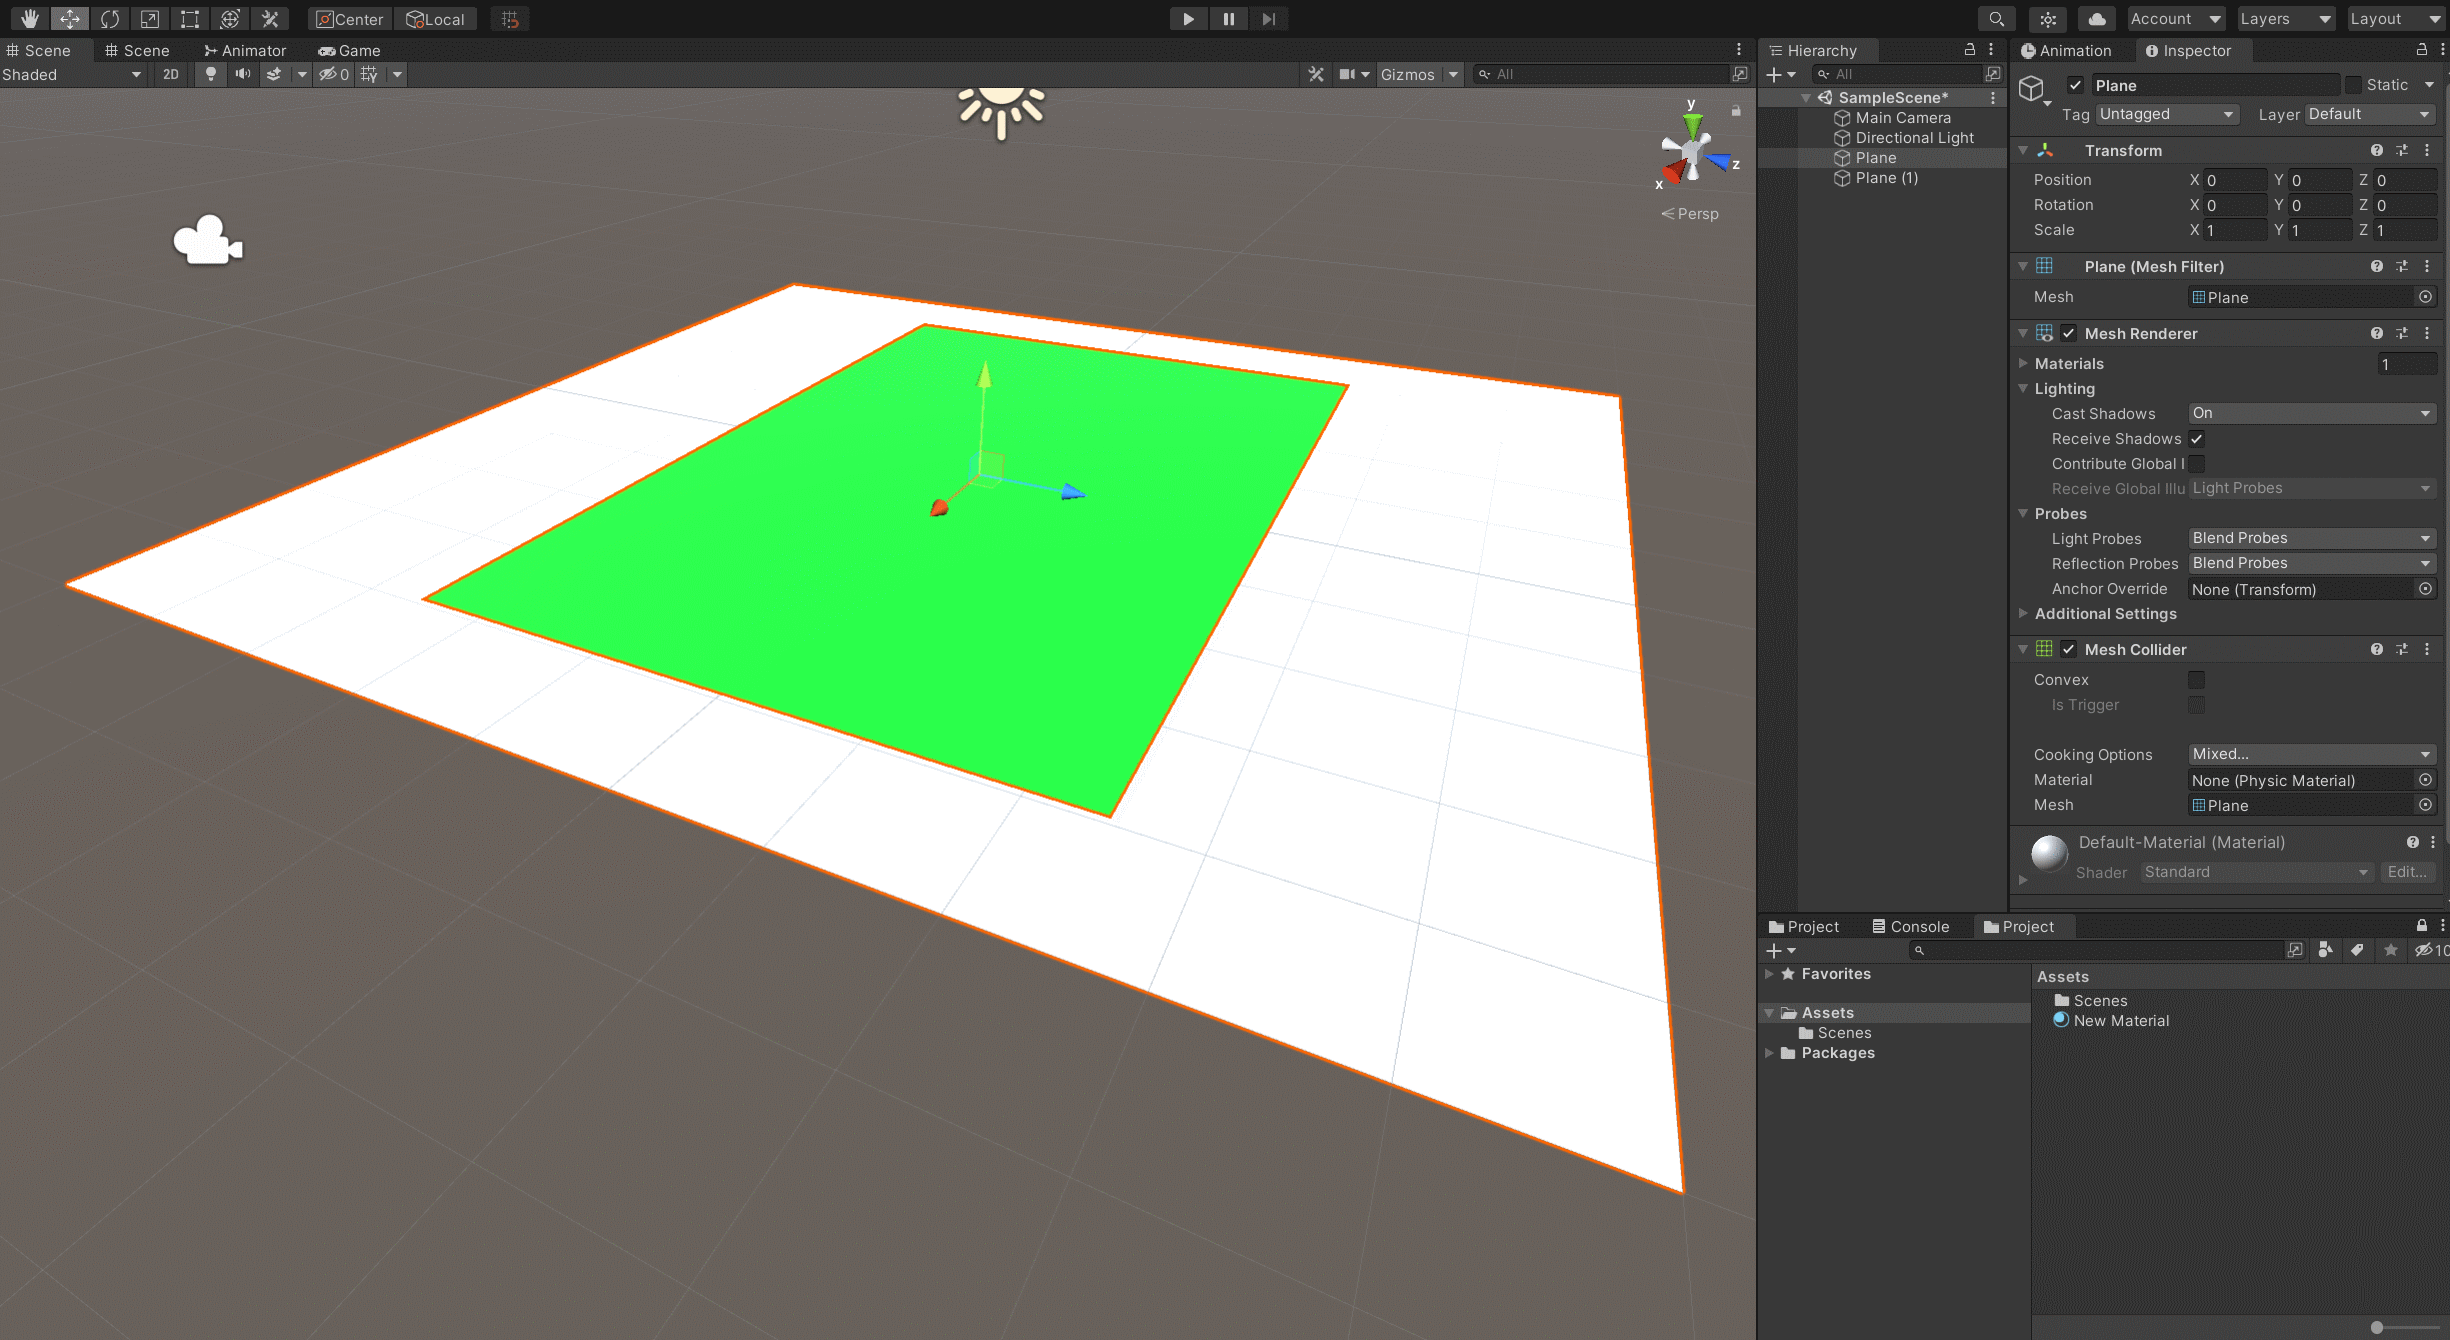 Center Local Account Layers Layout
Scene Scene Animator Game
Shaded 2D 0 Gizmos All
y
z
x
Persp
Hierarchy
All
SampleScene*
Main Camera
Directional Light
Plane
Plane (1)
Animation Inspector
Plane Static
Tag Untagged Layer Default
Transform
Position X 0 Y 0 Z 0
Rotation X 0 Y 0 Z 0
Scale X 1 Y 1 Z 1
Plane (Mesh Filter)
Mesh Plane
Mesh Renderer
Materials 1
Lighting
Cast Shadows On
Receive Shadows
Contribute Global I
Receive Global Illu Light Probes
Probes
Light Probes Blend Probes
Reflection Probes Blend Probes
Anchor Override None (Transform)
Additional Settings
Mesh Collider
Convex
Is Trigger
Cooking Options Mixed...
Material None (Physic Material)
Mesh Plane
Default-Material (Material)
Shader Standard Edit...
Project Console Project
10
Favorites
Assets
Scenes
Packages
Assets
Scenes
New Material